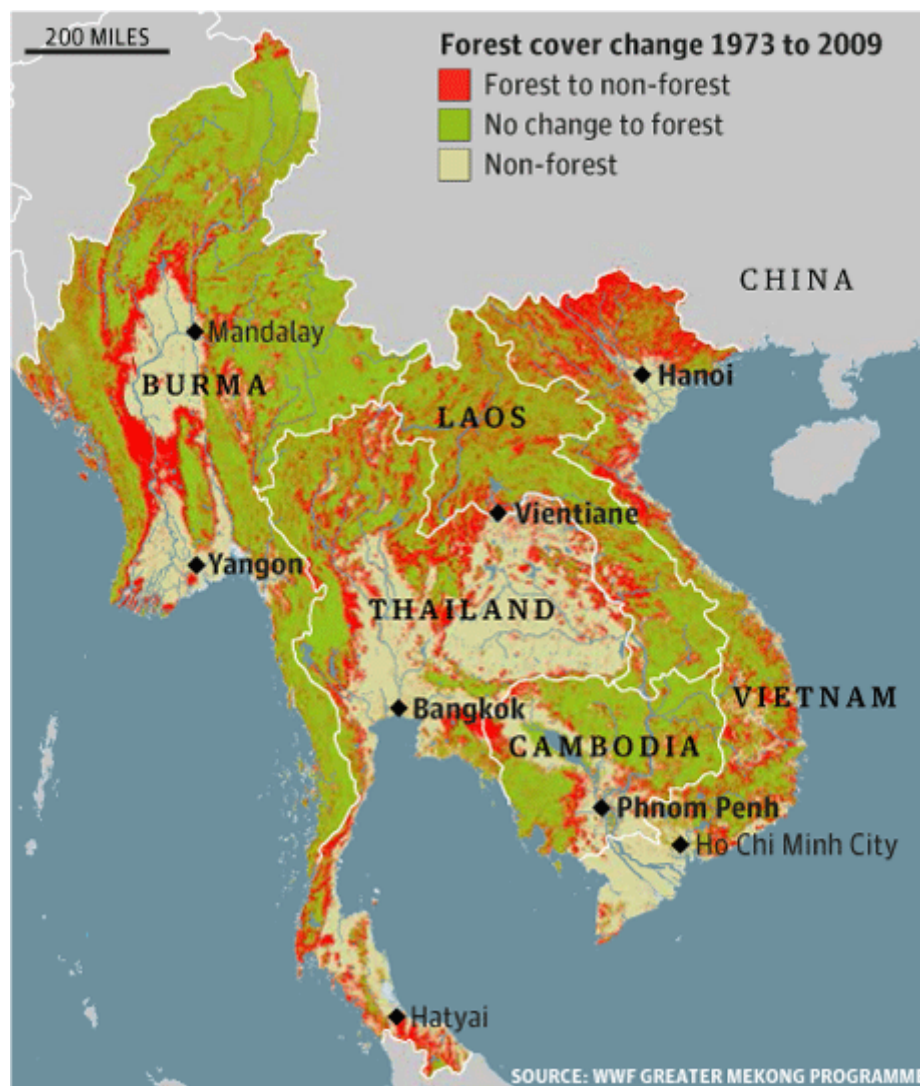 200 MILES
Forest cover change 1973 to 2009
Forest to non-forest
No change to forest
Non-forest
CHINA
Mandalay
Hanoi
BURMA
LAOS
Vientiane
Yangon
THAILAND
VIETNAM
Bangkok
CAMBODIA
Phnom Penh
Ho Chi Minh City
Hatyai
SOURCE: WWF GREATER MEKONG PROGRAMM